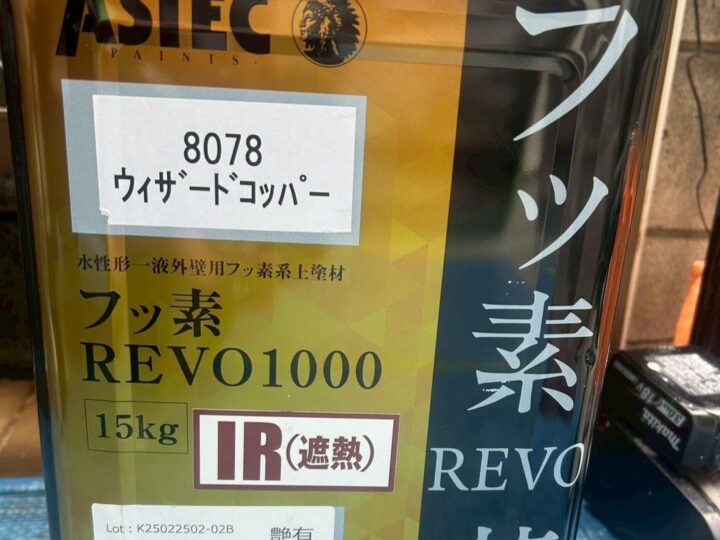 ASTEC
PAINTS
8078
ｳｨｻﾞｰﾄﾞｺｯﾊﾟｰ
水性形一液外壁用フッ素系上塗材
フッ素
REVO1000
15kg
IR(遮熱)
Lot : K25022502-02B
艶有
フッ素
REVO
makita
18V